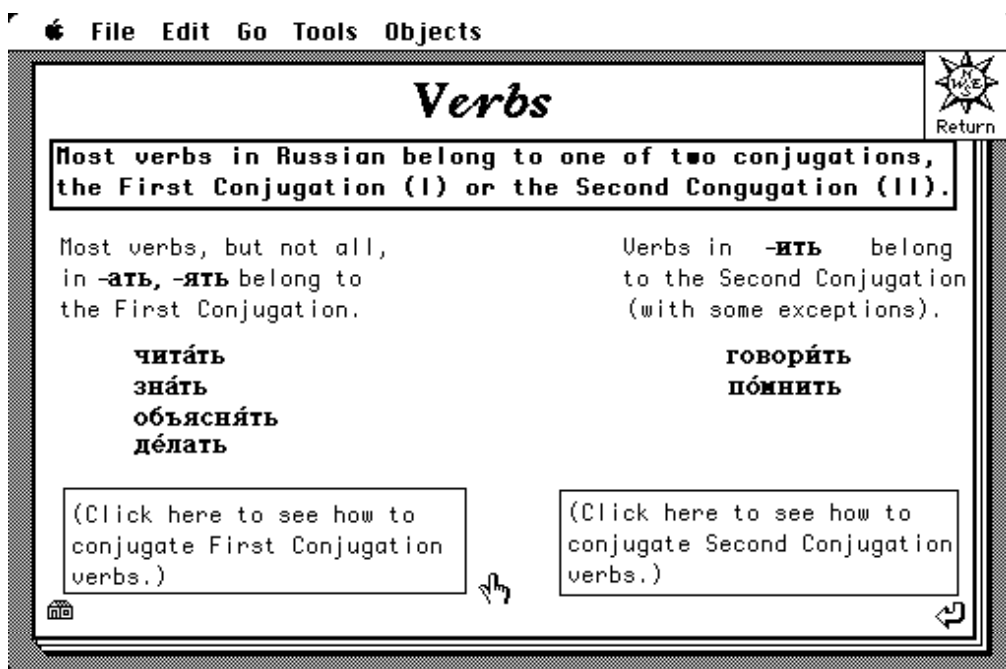 File Edit Go Tools Objects
Verbs
N
W E
S
Return
Most verbs in Russian belong to one of two conjugations,
the First Conjugation (I) or the Second Congugation (II).
Most verbs, but not all,
in -ать, -ять belong to
the First Conjugation.
чита́ть
зна́ть
объясня́ть
де́лать
Verbs in -ить belong
to the Second Conjugation
(with some exceptions).
говори́ть
по́мнить
(Click here to see how to
conjugate First Conjugation
verbs.)
(Click here to see how to
conjugate Second Conjugation
verbs.)